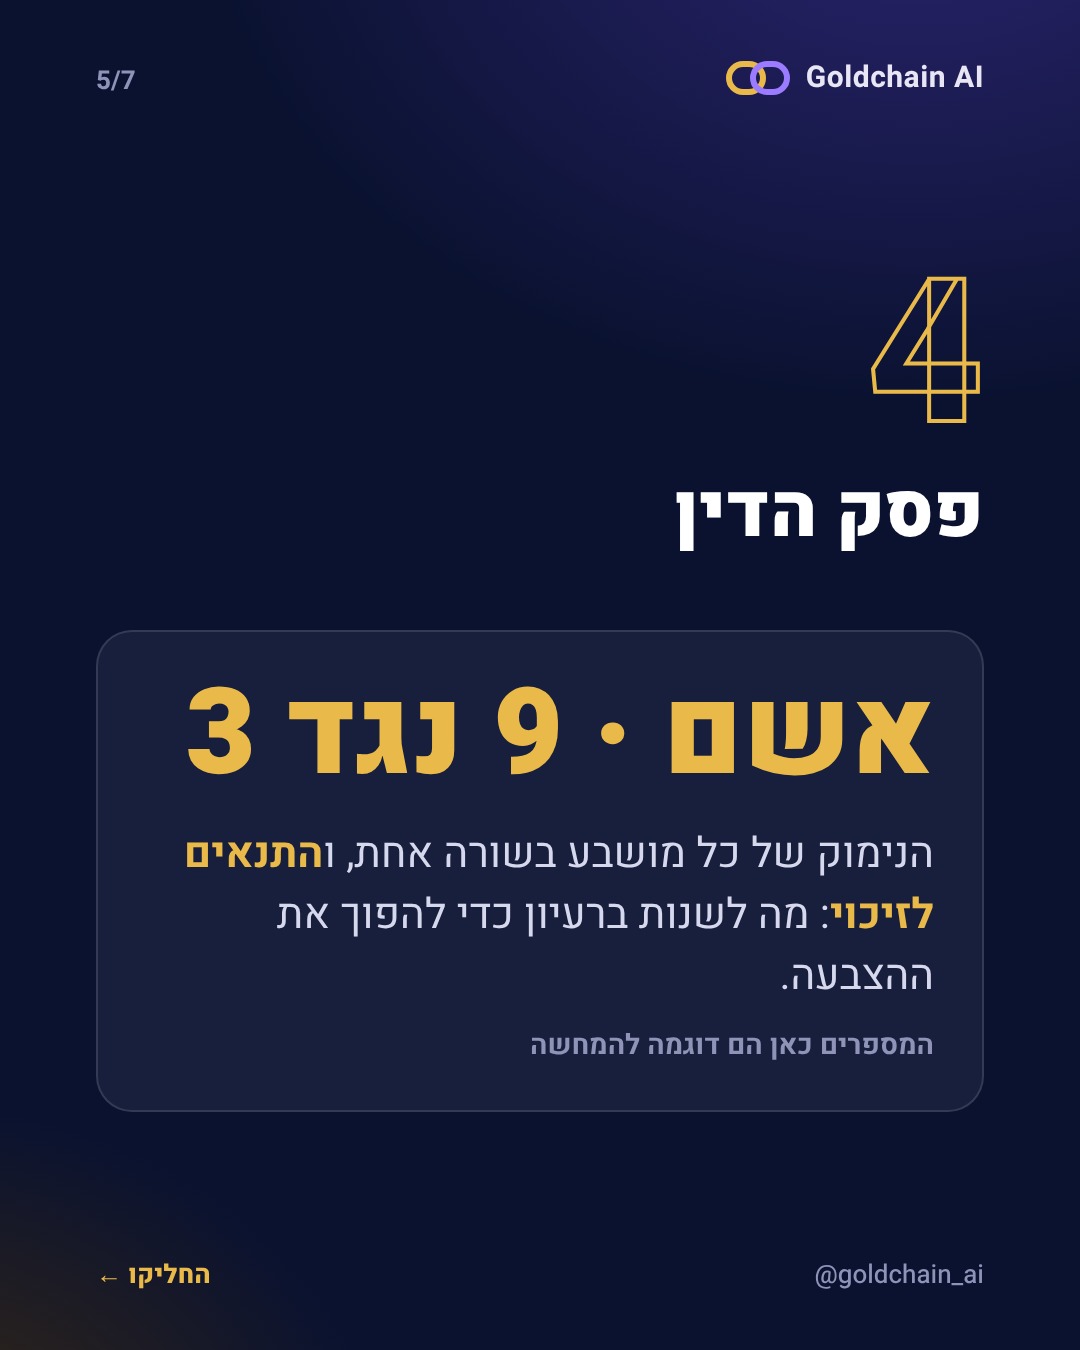 Goldchain AI
5/7
4
פסק הדין
אשם · 9 נגד 3
הנימוק של כל מושבע בשורה אחת, והתנאים
לזיכוי: מה לשנות ברעיון כדי להפוך את
ההצבעה.
המספרים כאן הם דוגמה להמחשה
@goldchain_ai
החליקו ←